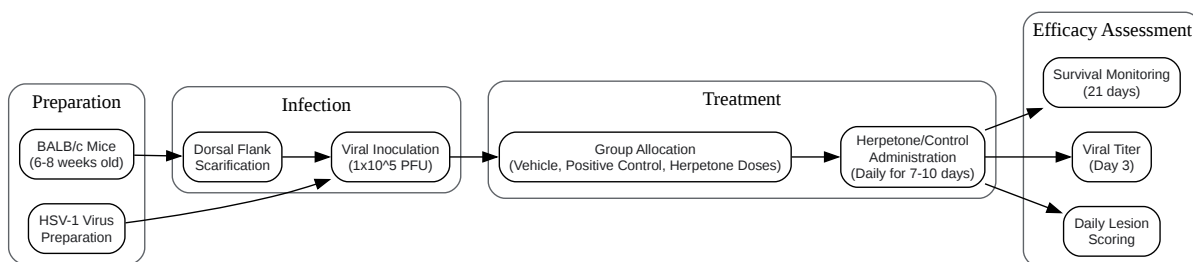 Preparation
BALB/c Mice
(6-8 weeks old)
HSV-1 Virus
Preparation
Infection
Dorsal Flank
Scarification
Viral Inoculation
(1x10^5 PFU)
Treatment
Group Allocation
(Vehicle, Positive Control, Herpetone Doses)
Herpetone/Control
Administration
(Daily for 7-10 days)
Efficacy Assessment
Survival Monitoring
(21 days)
Viral Titer
(Day 3)
Daily Lesion
Scoring